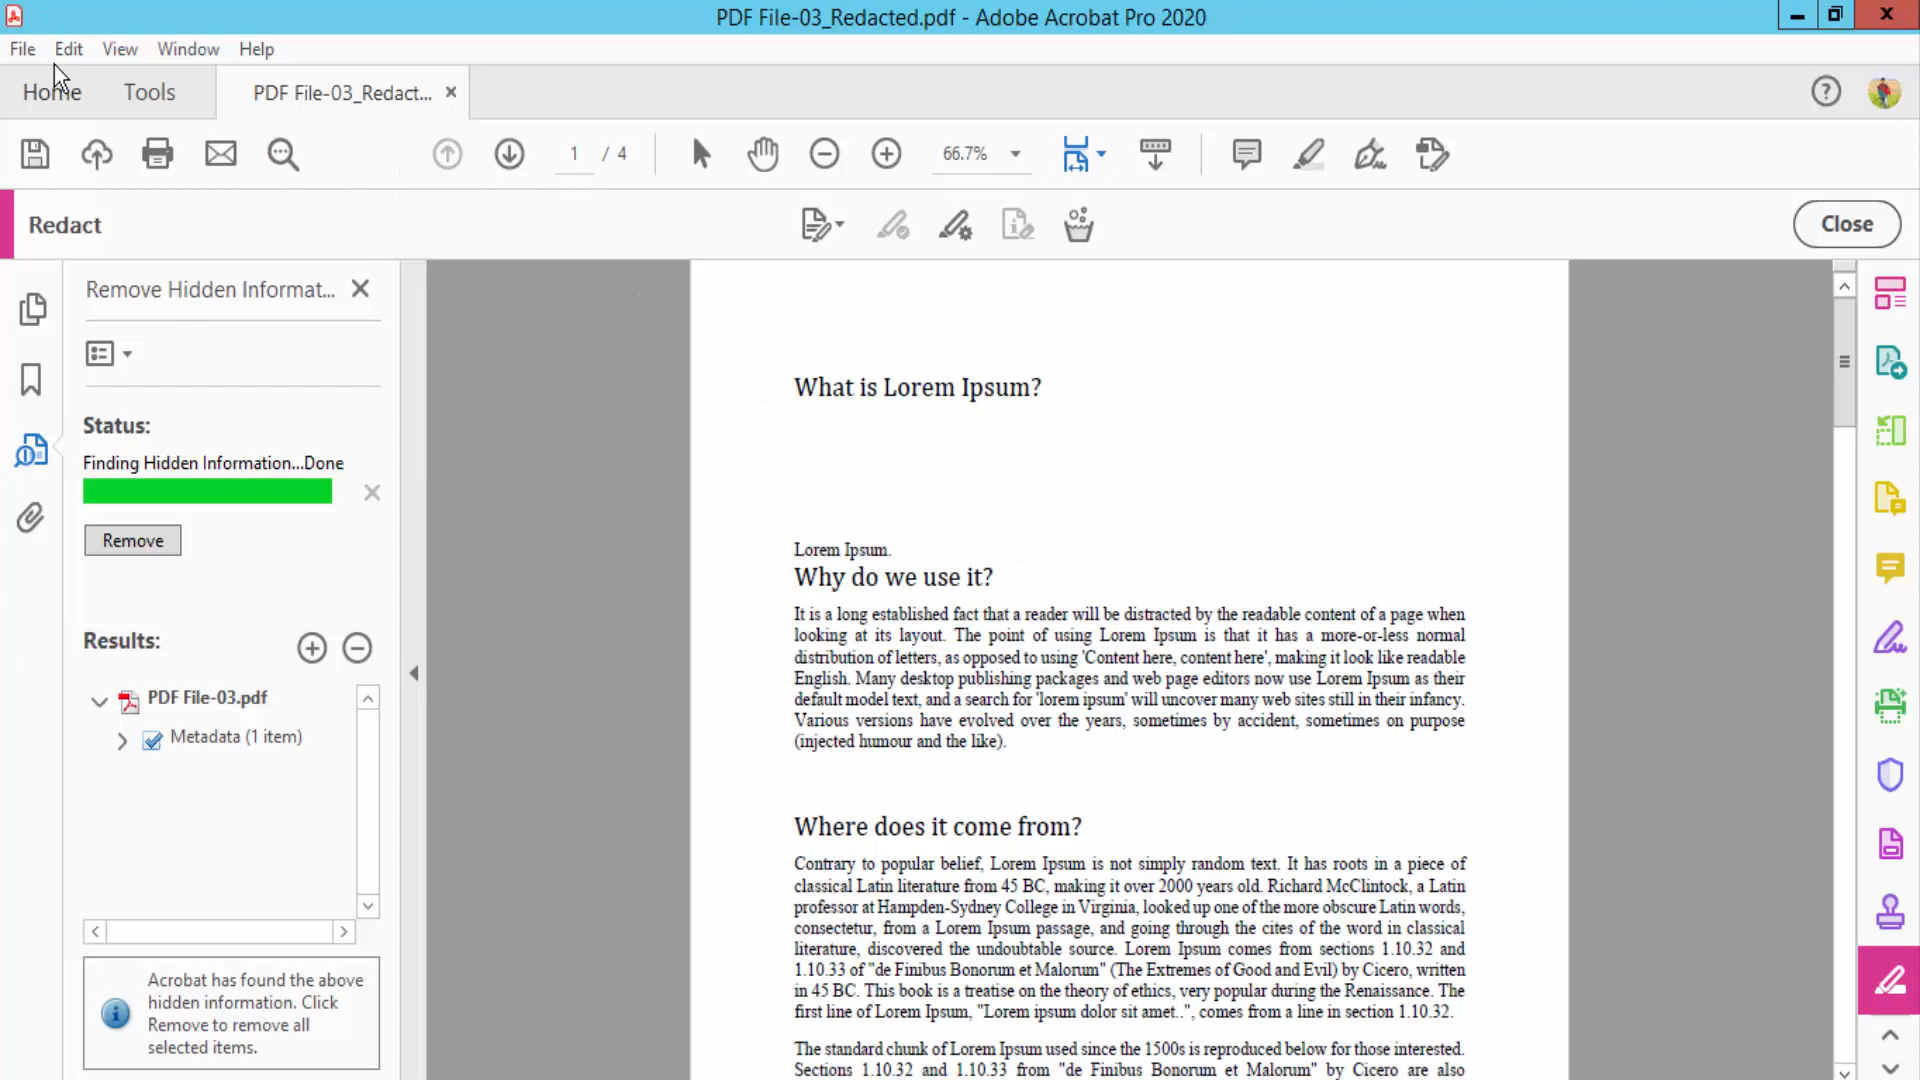 PDF File-03_Redacted.pdf - Adobe Acrobat Pro 2020
File Edit View Window Help
Home Tools PDF File-03_Redact...
1 / 4 66.7%
Redact
Close
Remove Hidden Informat...
Status:
Finding Hidden Information...Done
Remove
Results:
PDF File-03.pdf
Metadata (1 item)
Acrobat has found the above
hidden information. Click
Remove to remove all
selected items.
What is Lorem Ipsum?
Lorem Ipsum.
Why do we use it?
It is a long established fact that a reader will be distracted by the readable content of a page when
looking at its layout. The point of using Lorem Ipsum is that it has a more-or-less normal
distribution of letters, as opposed to using 'Content here, content here', making it look like readable
English. Many desktop publishing packages and web page editors now use Lorem Ipsum as their
default model text, and a search for 'lorem ipsum' will uncover many web sites still in their infancy.
Various versions have evolved over the years, sometimes by accident, sometimes on purpose
(injected humour and the like).
Where does it come from?
Contrary to popular belief, Lorem Ipsum is not simply random text. It has roots in a piece of
classical Latin literature from 45 BC, making it over 2000 years old. Richard McClintock, a Latin
professor at Hampden-Sydney College in Virginia, looked up one of the more obscure Latin words,
consectetur, from a Lorem Ipsum passage, and going through the cites of the word in classical
literature, discovered the undoubtable source. Lorem Ipsum comes from sections 1.10.32 and
1.10.33 of "de Finibus Bonorum et Malorum" (The Extremes of Good and Evil) by Cicero, written
in 45 BC. This book is a treatise on the theory of ethics, very popular during the Renaissance. The
first line of Lorem Ipsum, "Lorem ipsum dolor sit amet..", comes from a line in section 1.10.32.
The standard chunk of Lorem Ipsum used since the 1500s is reproduced below for those interested.
Sections 1.10.32 and 1.10.33 from "de Finibus Bonorum et Malorum" by Cicero are also